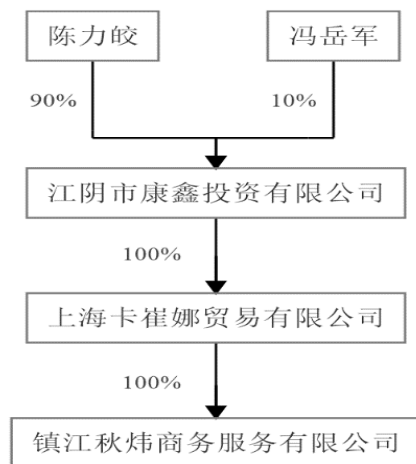 陈力皎
冯岳军
90%
10%
江阴市康鑫投资有限公司
100%
上海卡崔娜贸易有限公司
100%
镇江秋炜商务服务有限公司